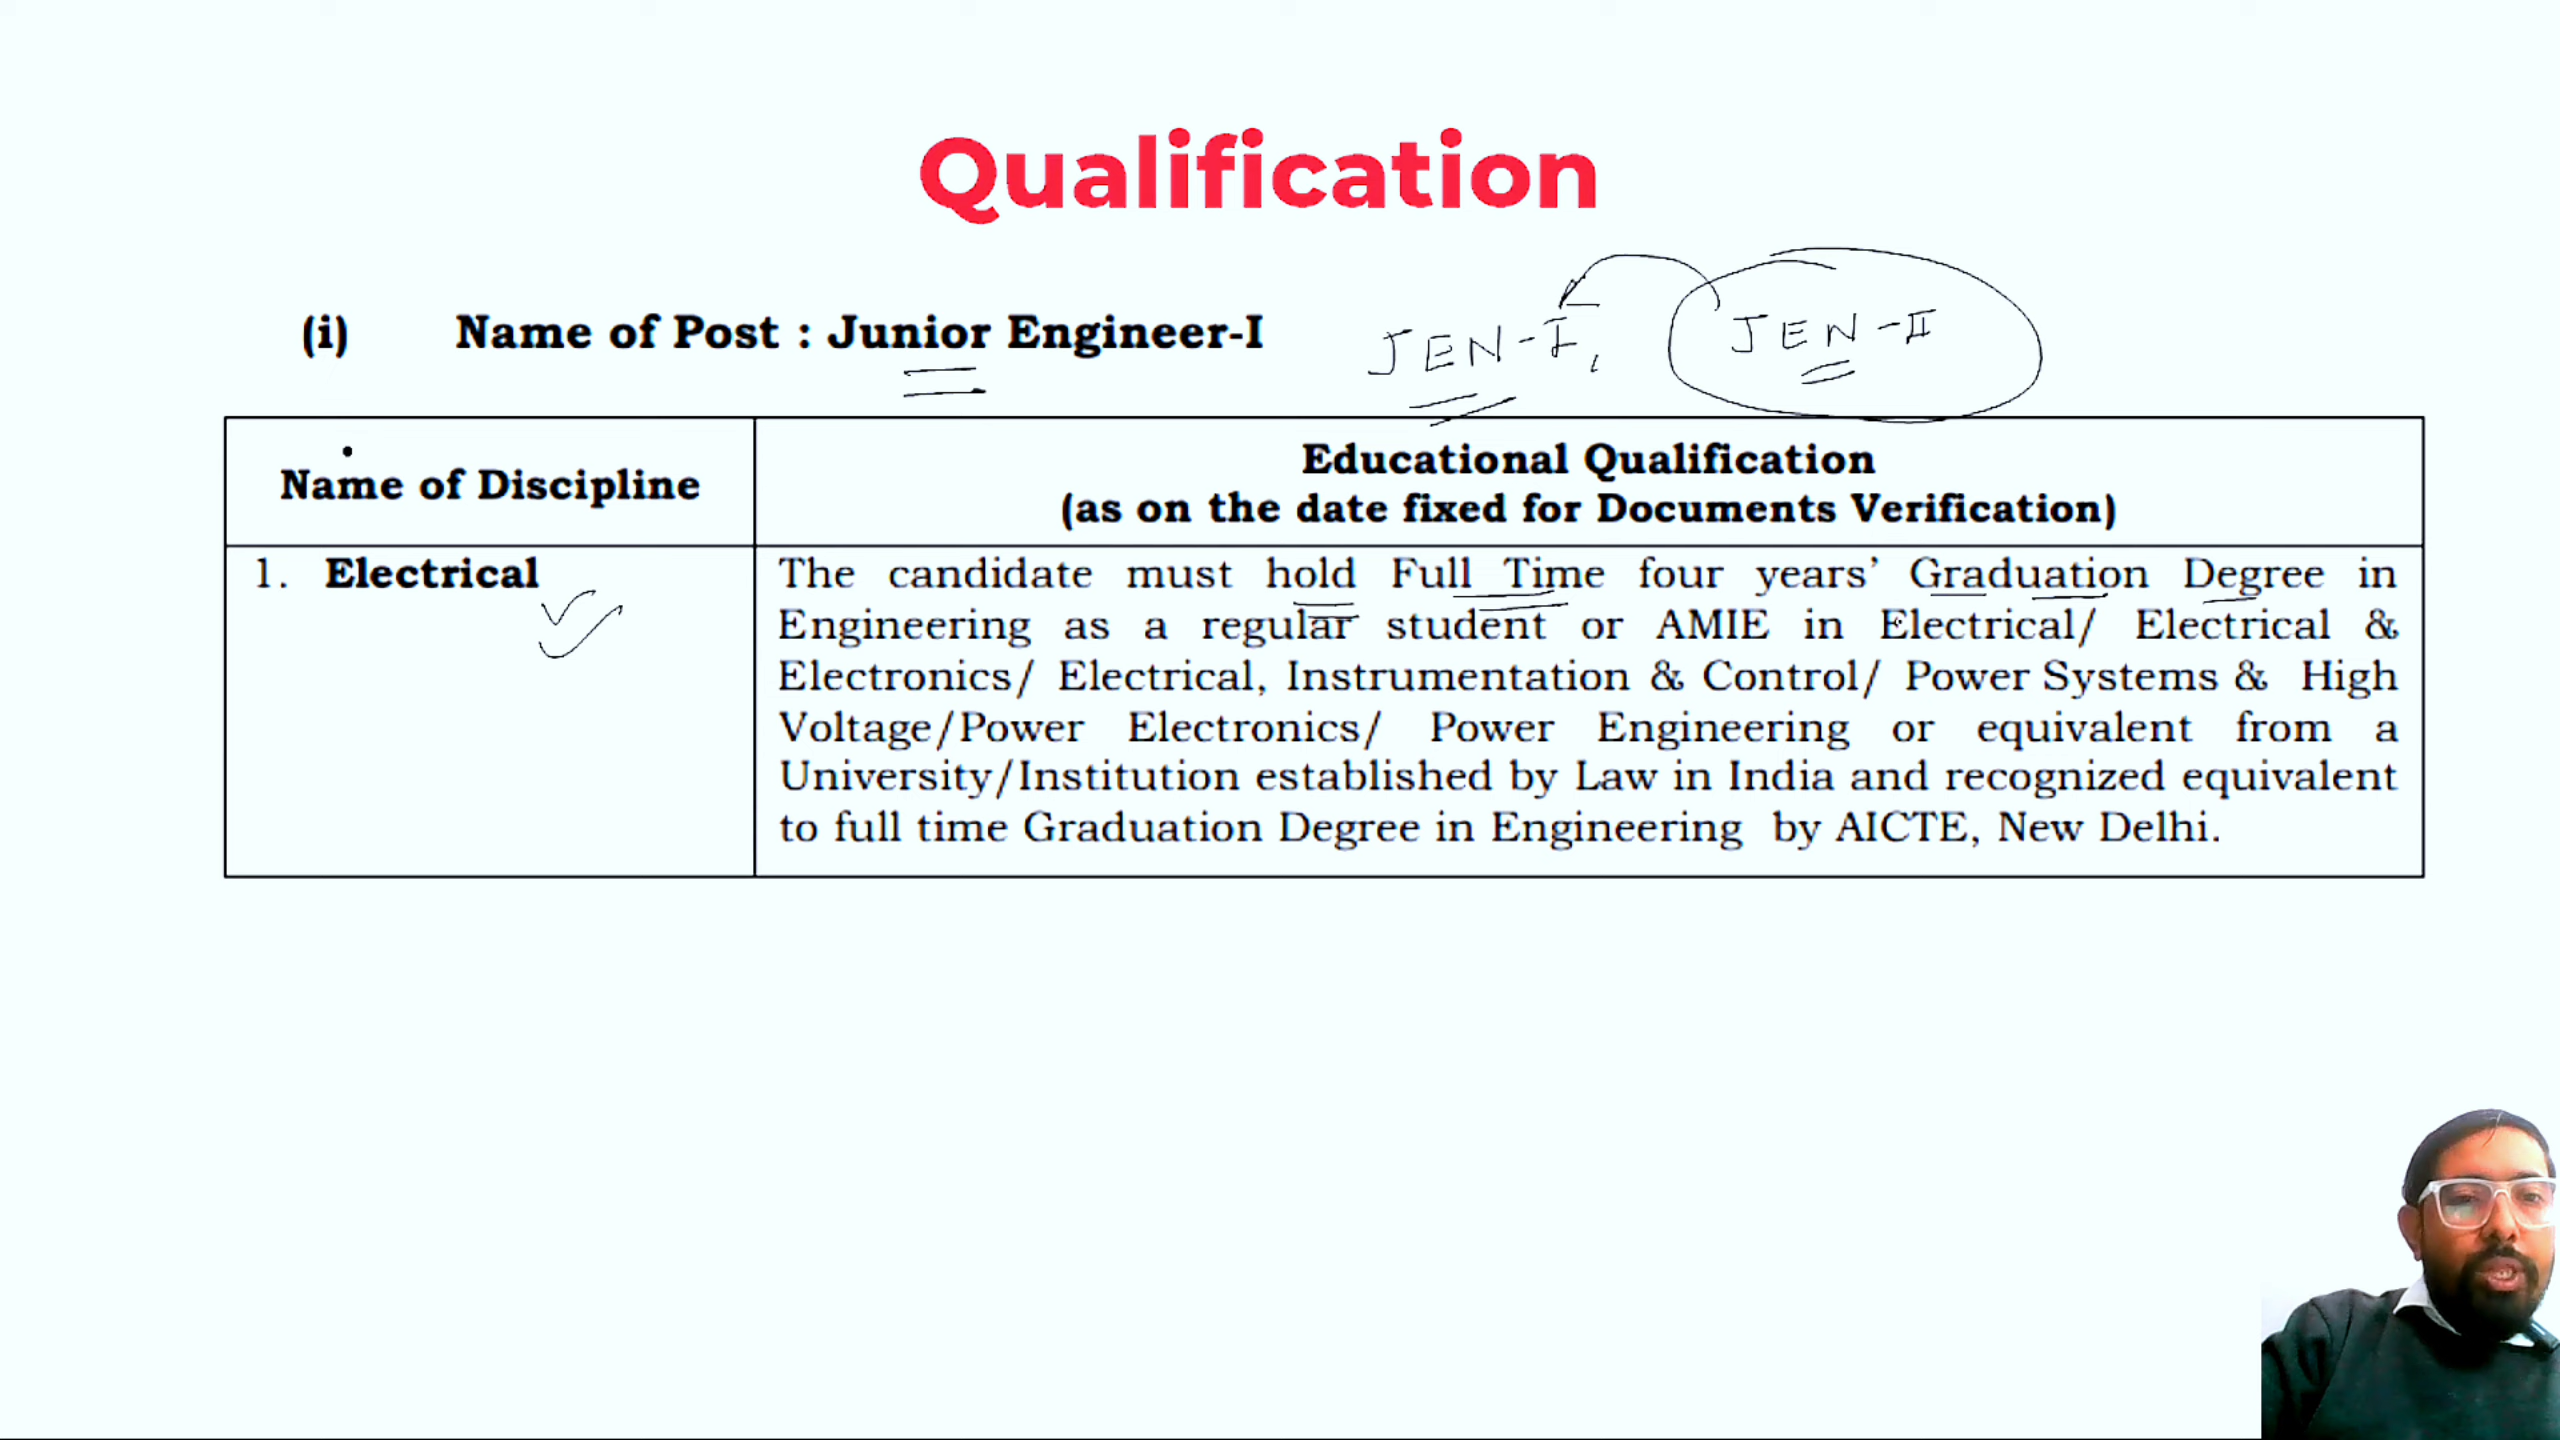 Qualification
(i) Name of Post : Junior Engineer-I
JEN-I, JEN-II
Name of Discipline
Educational Qualification
(as on the date fixed for Documents Verification)
1. Electrical
The candidate must hold Full Time four years’ Graduation Degree in
Engineering as a regular student or AMIE in Electrical/ Electrical &
Electronics/ Electrical, Instrumentation & Control/ Power Systems & High
Voltage/Power Electronics/ Power Engineering or equivalent from a
University/Institution established by Law in India and recognized equivalent
to full time Graduation Degree in Engineering by AICTE, New Delhi.